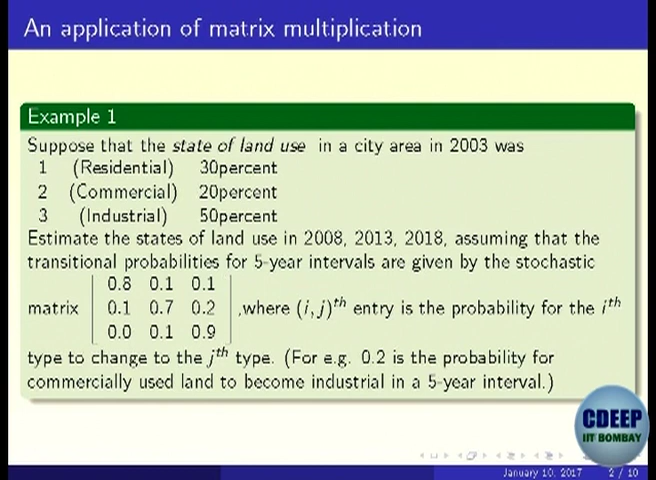 An application of matrix multiplication
Example 1
Suppose that the state of land use in a city area in 2003 was
1 (Residential) 30percent
2 (Commercial) 20percent
3 (Industrial) 50percent
Estimate the states of land use in 2008, 2013, 2018, assuming that the
transitional probabilities for 5-year intervals are given by the stochastic
0.8 0.1 0.1
matrix 0.1 0.7 0.2 ,where (i, j)th entry is the probability for the ith
0.0 0.1 0.9
type to change to the jth type. (For e.g. 0.2 is the probability for
commercially used land to become industrial in a 5-year interval.)
CDEEP
IIT BOMBAY
January 10, 2017 2 / 10